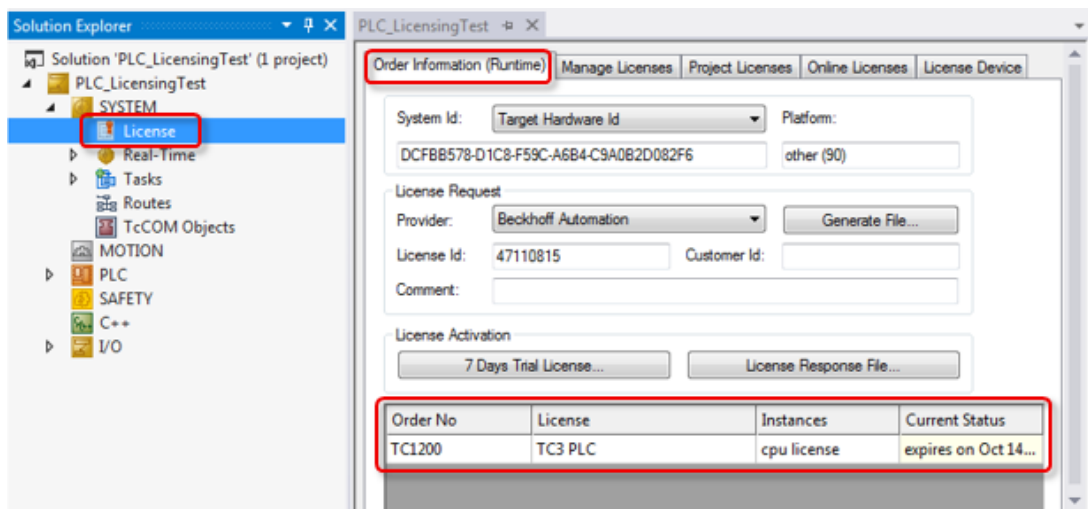 Solution Explorer
Solution 'PLC_LicensingTest' (1 project)
PLC_LicensingTest
SYSTEM
License
Real-Time
Tasks
Routes
TcCOM Objects
MOTION
PLC
SAFETY
C++
I/O
PLC_LicensingTest
Order Information (Runtime) Manage Licenses Project Licenses Online Licenses License Device
System Id: Target Hardware Id Platform:
DCFBB578-D1C8-F59C-A6B4-C9A0B2D082F6 other (90)
License Request
Provider: Beckhoff Automation Generate File...
License Id: 47110815 Customer Id:
Comment:
License Activation
7 Days Trial License... License Response File...
Order No License Instances Current Status
TC1200 TC3 PLC cpu license expires on Oct 14...